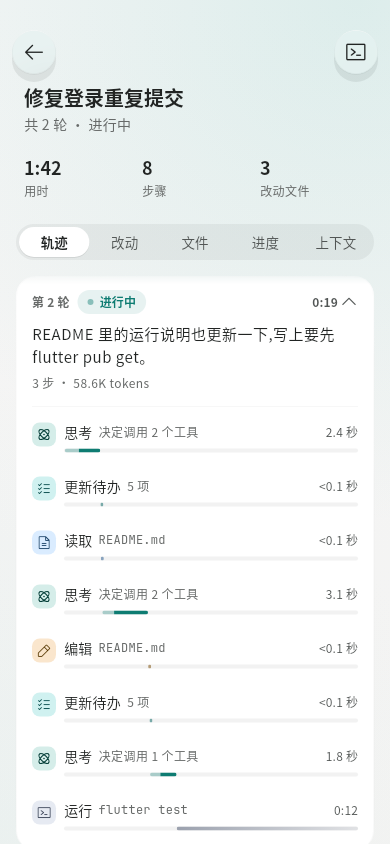 修复登录重复提交
共 2 轮 · 进行中
1:42 8 3
用时 步骤 改动文件
轨迹 改动 文件 进度 上下文
第 2 轮 进行中 0:19
README 里的运行说明也更新一下,写上要先
flutter pub get。
3 步 · 58.6K tokens
思考 决定调用 2 个工具 2.4 秒
更新待办 5 项 <0.1 秒
读取 README.md <0.1 秒
思考 决定调用 2 个工具 3.1 秒
编辑 README.md <0.1 秒
更新待办 5 项 <0.1 秒
思考 决定调用 1 个工具 1.8 秒
运行 flutter test 0:12